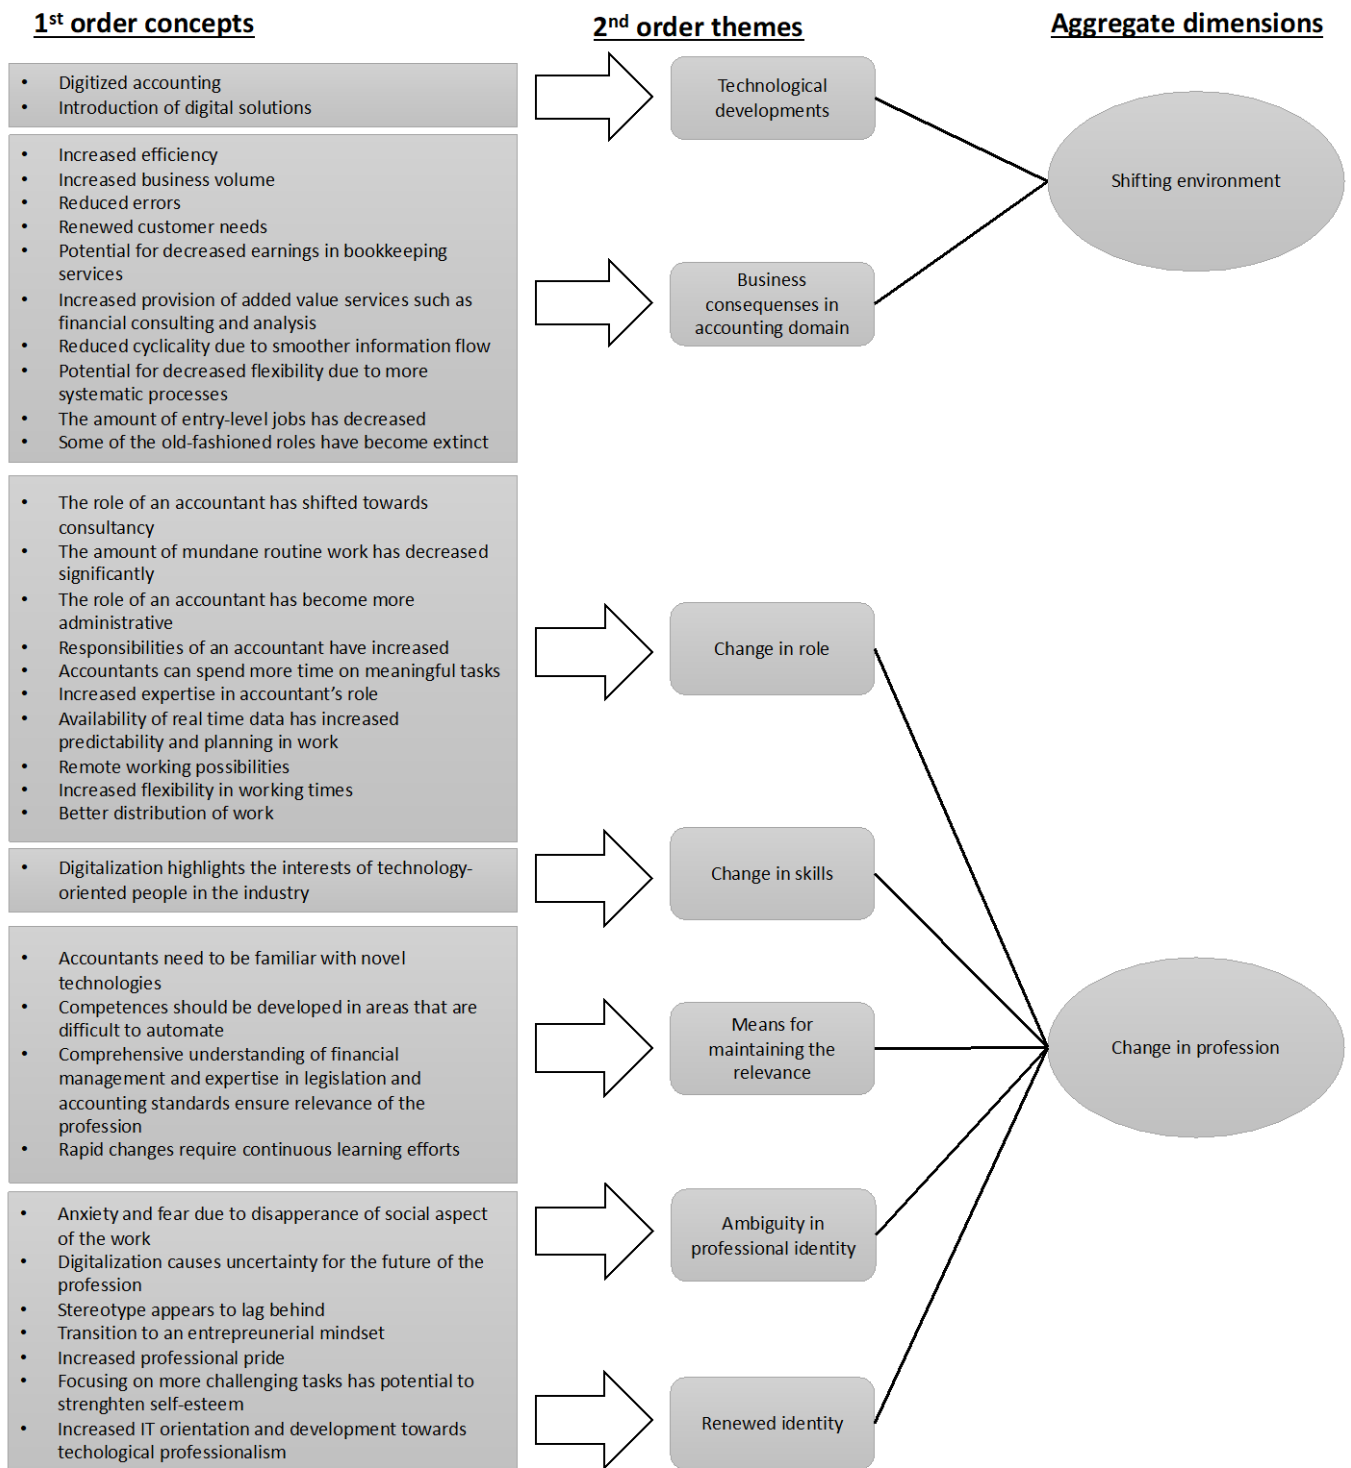 1st order concepts
2nd order themes
Aggregate dimensions
• Digitized accounting
• Introduction of digital solutions
Technological
developments
Shifting environment
• Increased efficiency
• Increased business volume
• Reduced errors
• Renewed customer needs
• Potential for decreased earnings in bookkeeping
services
• Increased provision of added value services such as
financial consulting and analysis
• Reduced cyclicality due to smoother information flow
• Potential for decreased flexibility due to more
systematic processes
• The amount of entry-level jobs has decreased
• Some of the old-fashioned roles have become extinct
Business
consequenses in
accounting domain
• The role of an accountant has shifted towards
consultancy
• The amount of mundane routine work has decreased
significantly
• The role of an accountant has become more
administrative
• Responsibilities of an accountant have increased
• Accountants can spend more time on meaningful tasks
• Increased expertise in accountant’s role
• Availability of real time data has increased
predictability and planning in work
• Remote working possibilities
• Increased flexibility in working times
• Better distribution of work
Change in role
• Digitalization highlights the interests of technology-
oriented people in the industry
Change in skills
• Accountants need to be familiar with novel
technologies
• Competences should be developed in areas that are
difficult to automate
• Comprehensive understanding of financial
management and expertise in legislation and
accounting standards ensure relevance of the
profession
• Rapid changes require continuous learning efforts
Means for
maintaining the
relevance
Change in profession
• Anxiety and fear due to disapperance of social aspect
of the work
• Digitalization causes uncertainty for the future of the
profession
• Stereotype appears to lag behind
• Transition to an entrepreunerial mindset
• Increased professional pride
• Focusing on more challenging tasks has potential to
strenghten self-esteem
• Increased IT orientation and development towards
techological professionalism
Ambiguity in
professional identity
Renewed identity